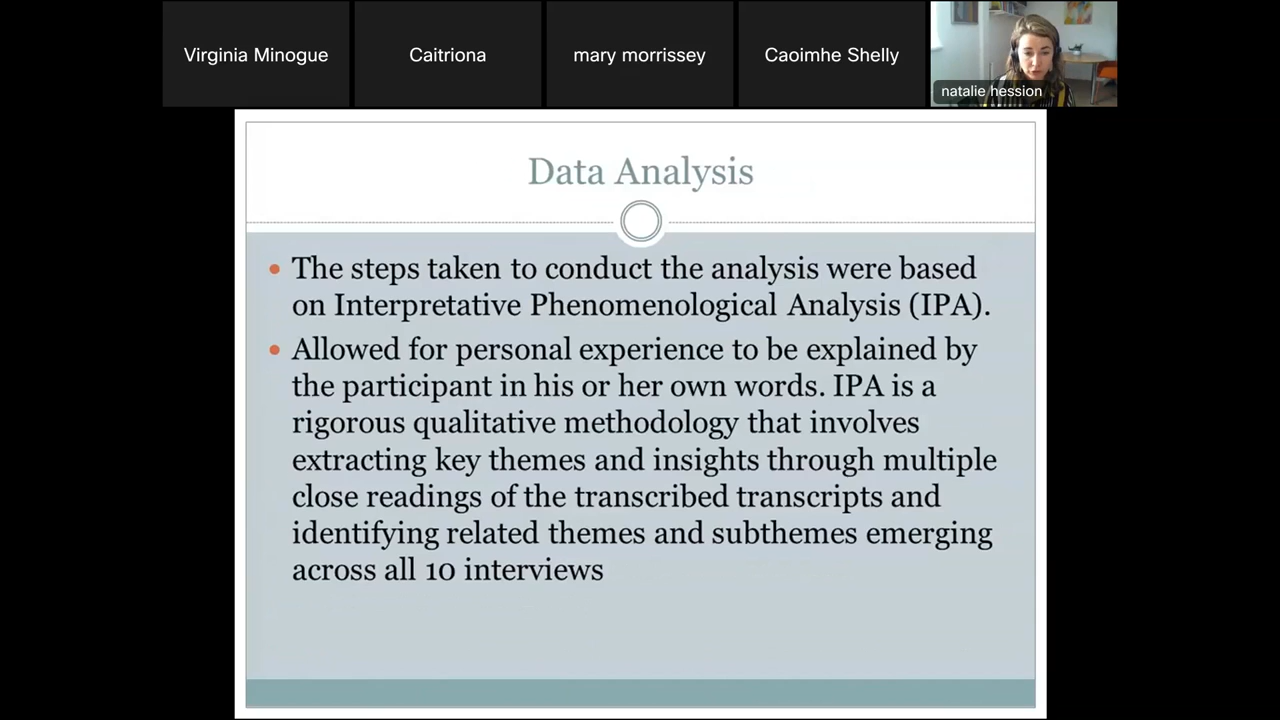 Virginia Minogue
Caitriona
mary morrissey
Caoimhe Shelly
natalie hession
Data Analysis
• The steps taken to conduct the analysis were based
on Interpretative Phenomenological Analysis (IPA).
• Allowed for personal experience to be explained by
the participant in his or her own words. IPA is a
rigorous qualitative methodology that involves
extracting key themes and insights through multiple
close readings of the transcribed transcripts and
identifying related themes and subthemes emerging
across all 10 interviews